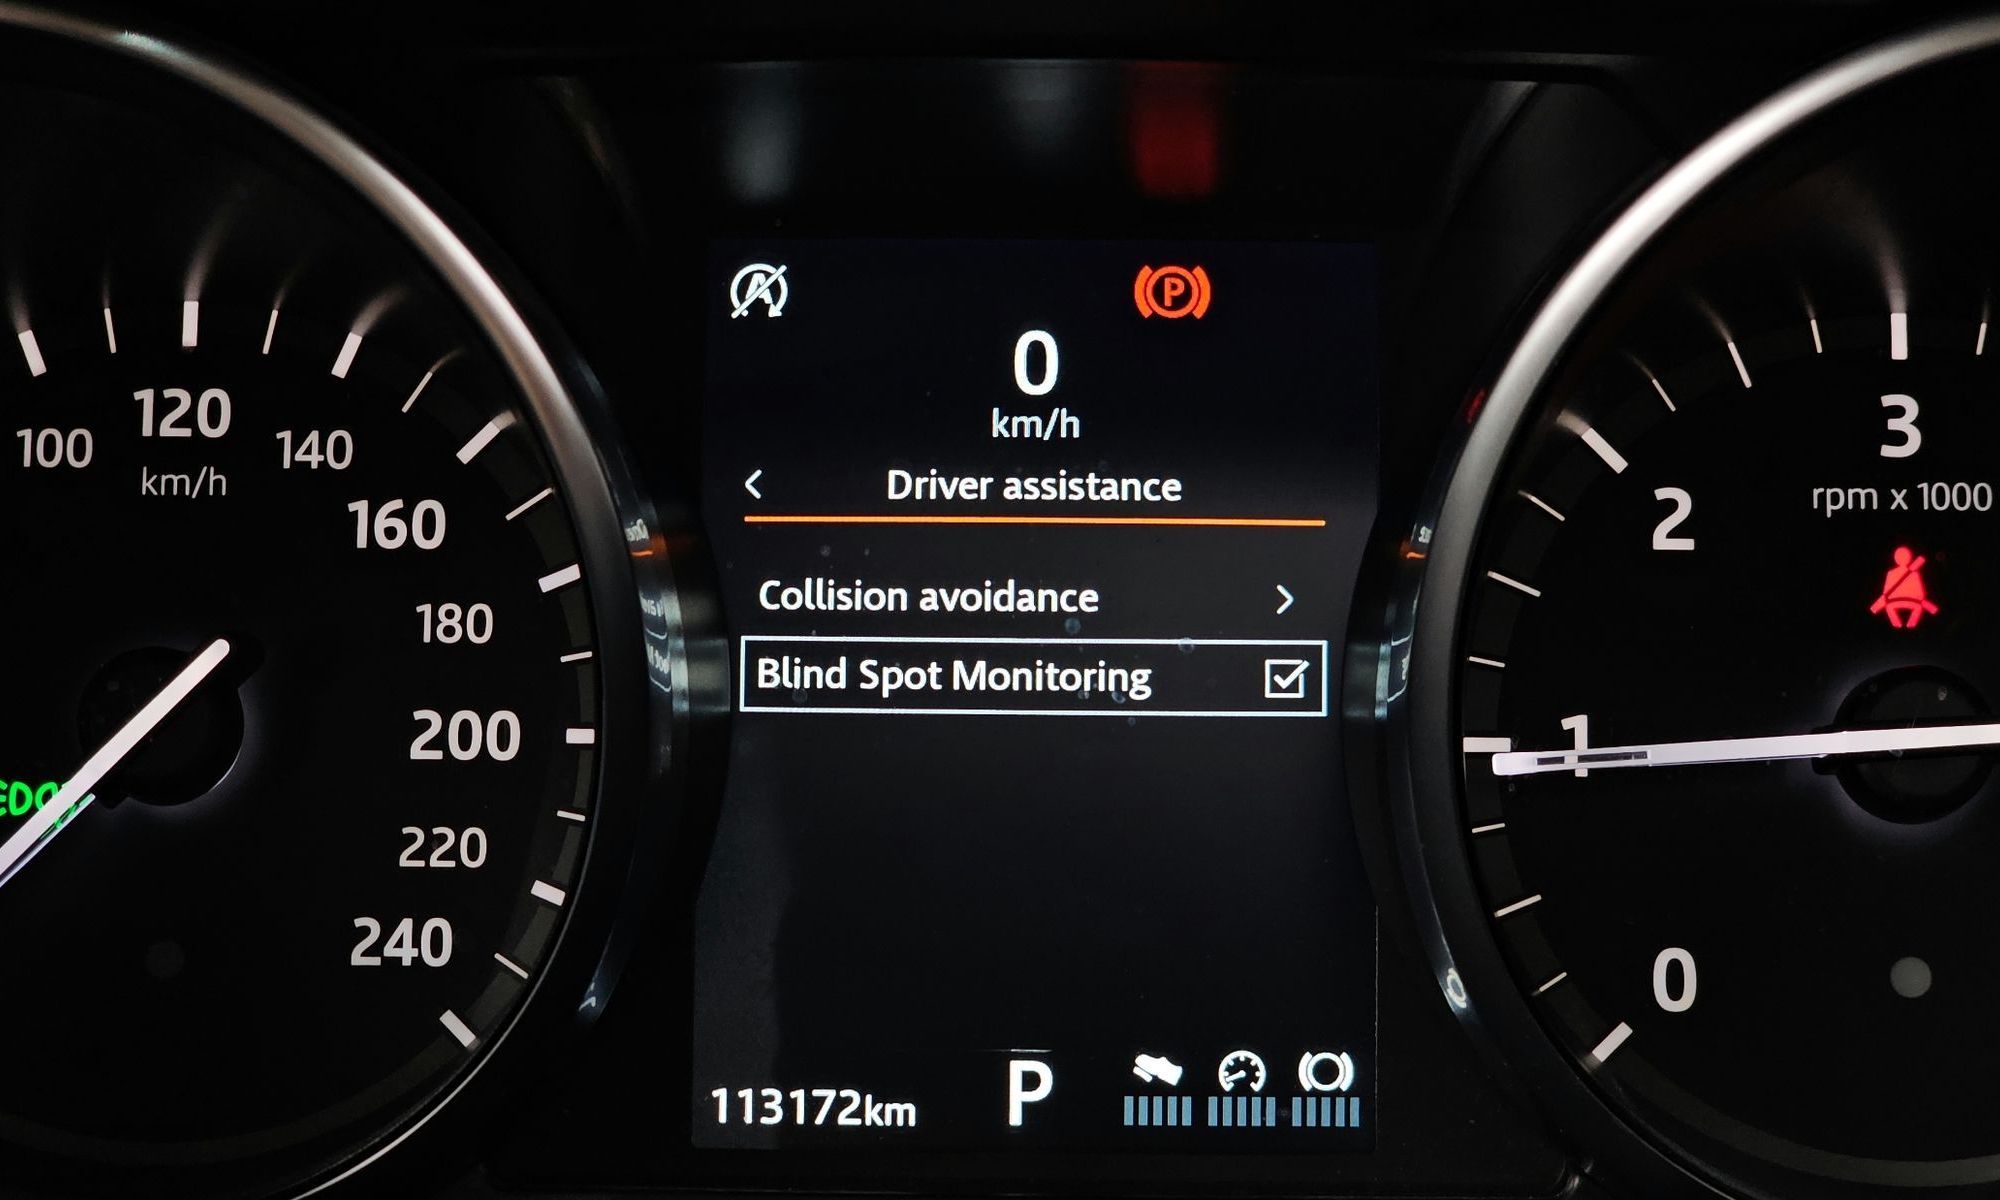 A
P
0
km/h
Driver assistance
Collision avoidance
Blind Spot Monitoring
113172km
P
100
120
140
km/h
160
180
200
220
240
3
rpm x 1000
2
1
0